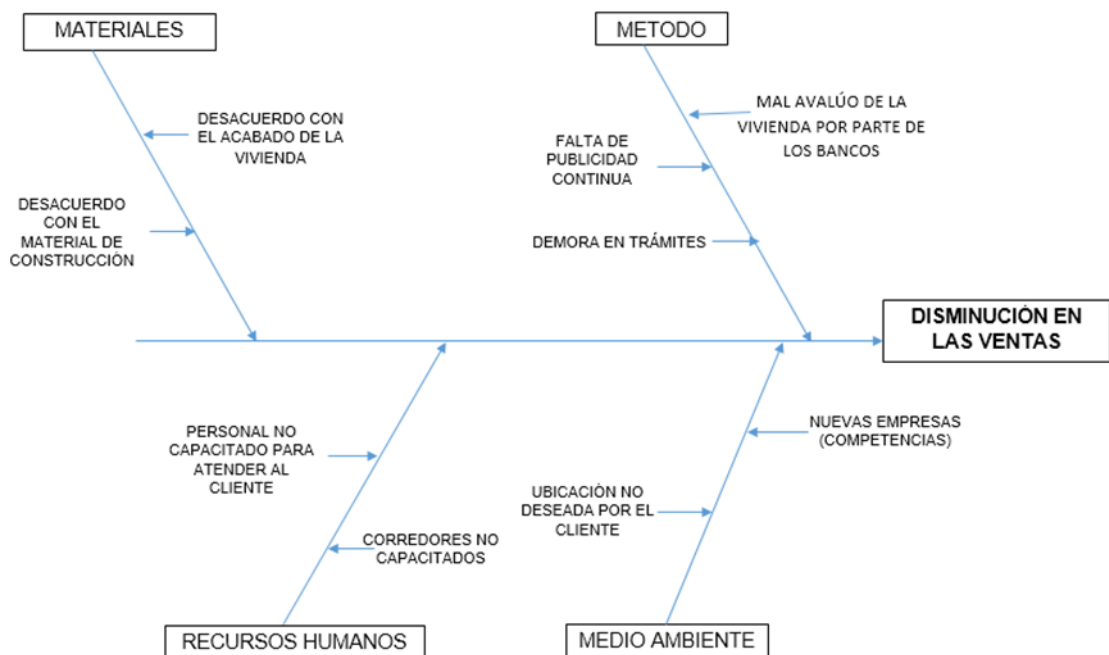 MATERIALES
METODO
DESACUERDO CON
EL ACABADO DE LA
VIVIENDA
MAL AVALÚO DE LA
VIVIENDA POR PARTE DE
LOS BANCOS
FALTA DE
PUBLICIDAD
CONTINUA
DESACUERDO
CON EL
MATERIAL DE
CONSTRUCCIÓN
DEMORA EN TRÁMITES
DISMINUCIÓN EN
LAS VENTAS
PERSONAL NO
CAPACITADO PARA
ATENDER AL
CLIENTE
NUEVAS EMPRESAS
(COMPETENCIAS)
UBICACIÓN NO
DESEADA POR EL
CLIENTE
CORREDORES NO
CAPACITADOS
RECURSOS HUMANOS
MEDIO AMBIENTE